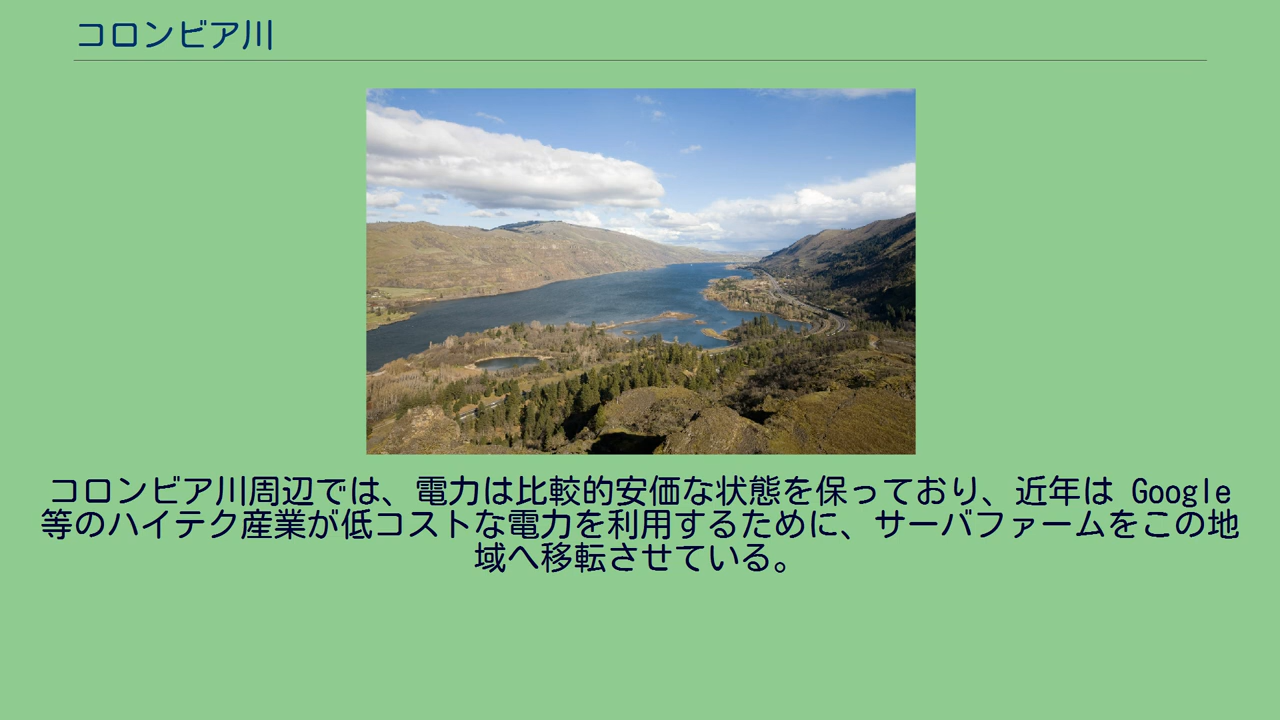 コロンビア川
コロンビア川周辺では、電力は比較的安価な状態を保っており、近年は Google
等のハイテク産業が低コストな電力を利用するために、サーバファームをこの地
域へ移転させている。